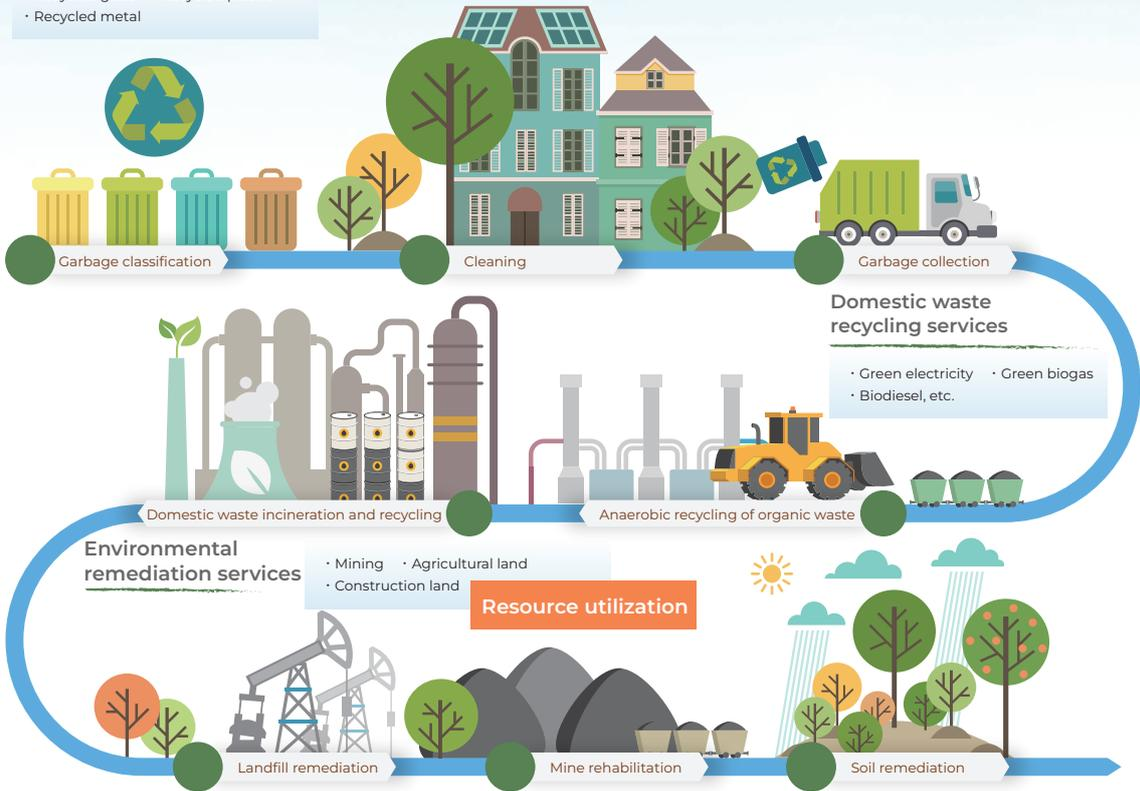 · Recycled metal
Garbage classification
Cleaning
Garbage collection
Domestic waste
recycling services
· Green electricity · Green biogas
· Biodiesel, etc.
Domestic waste incineration and recycling
Anaerobic recycling of organic waste
Environmental
remediation services
· Mining · Agricultural land
· Construction land
Resource utilization
Landfill remediation
Mine rehabilitation
Soil remediation